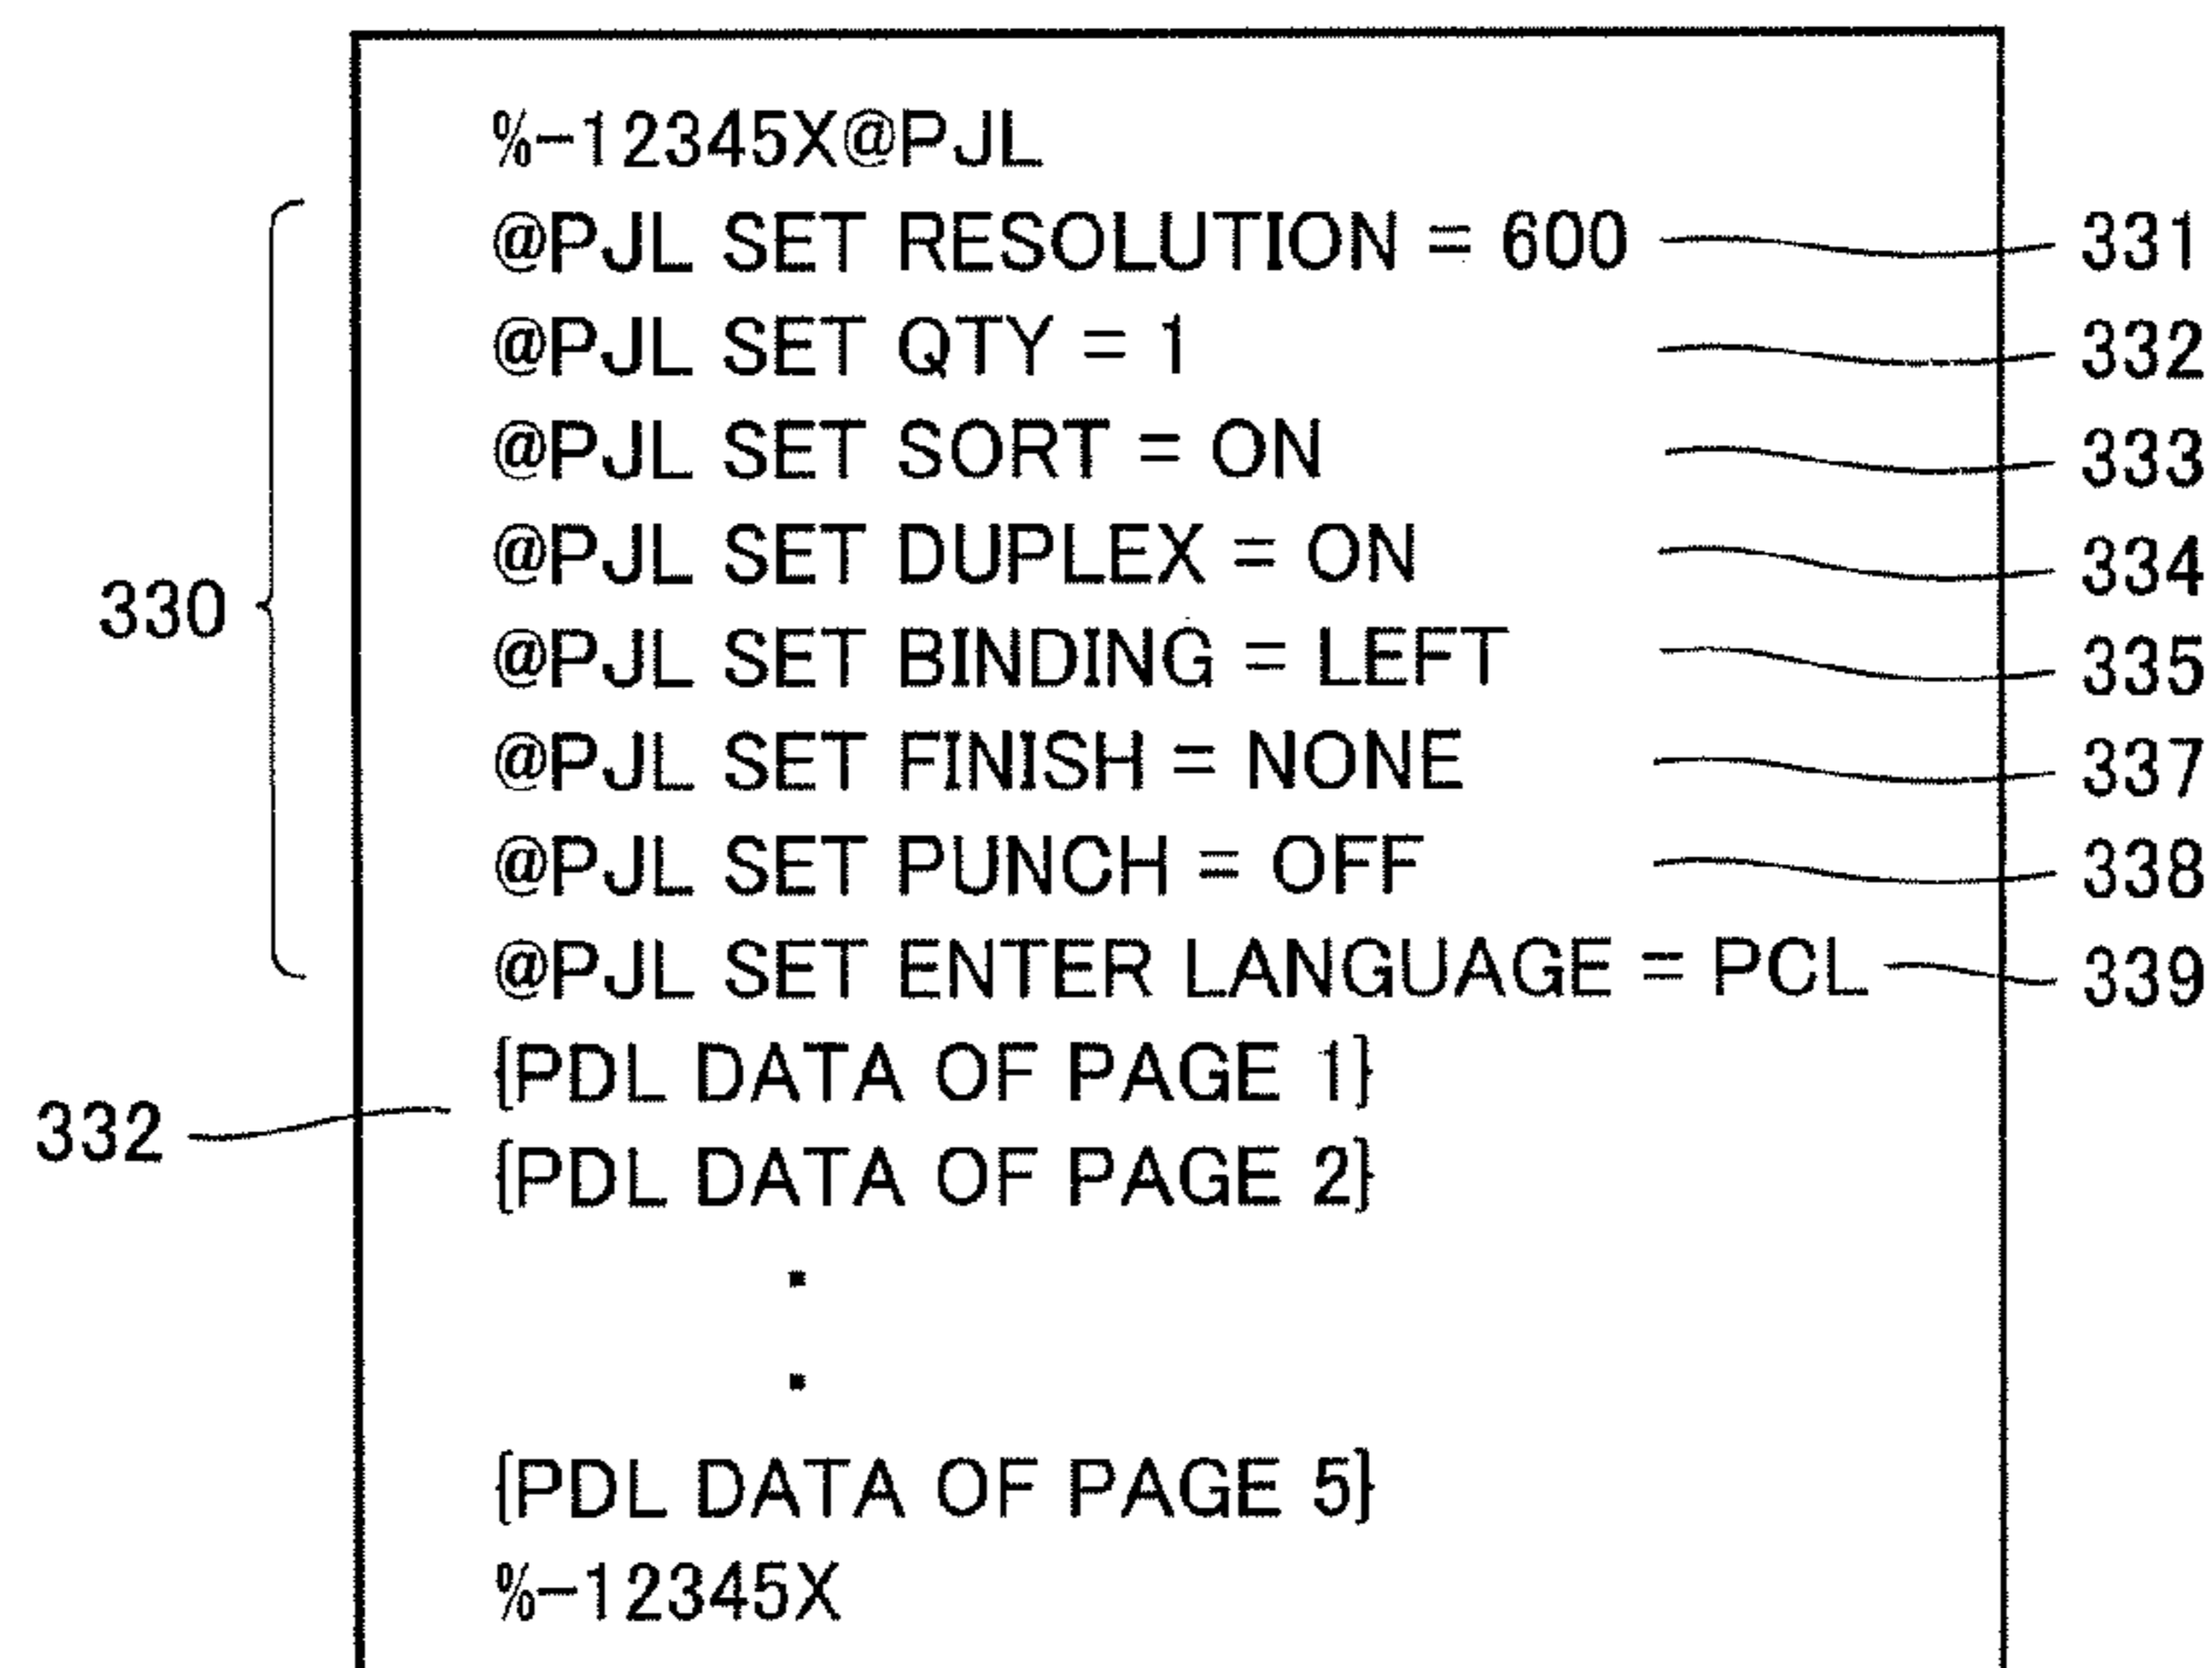 %-12345X@PJL
@PJL SET RESOLUTION = 600 331
@PJL SET QTY = 1 332
@PJL SET SORT = ON 333
@PJL SET DUPLEX = ON 334
330 @PJL SET BINDING = LEFT 335
@PJL SET FINISH = NONE 337
@PJL SET PUNCH = OFF 338
@PJL SET ENTER LANGUAGE = PCL 339
{PDL DATA OF PAGE 1}
332
{PDL DATA OF PAGE 2}
.
.
{PDL DATA OF PAGE 5}
%-12345X